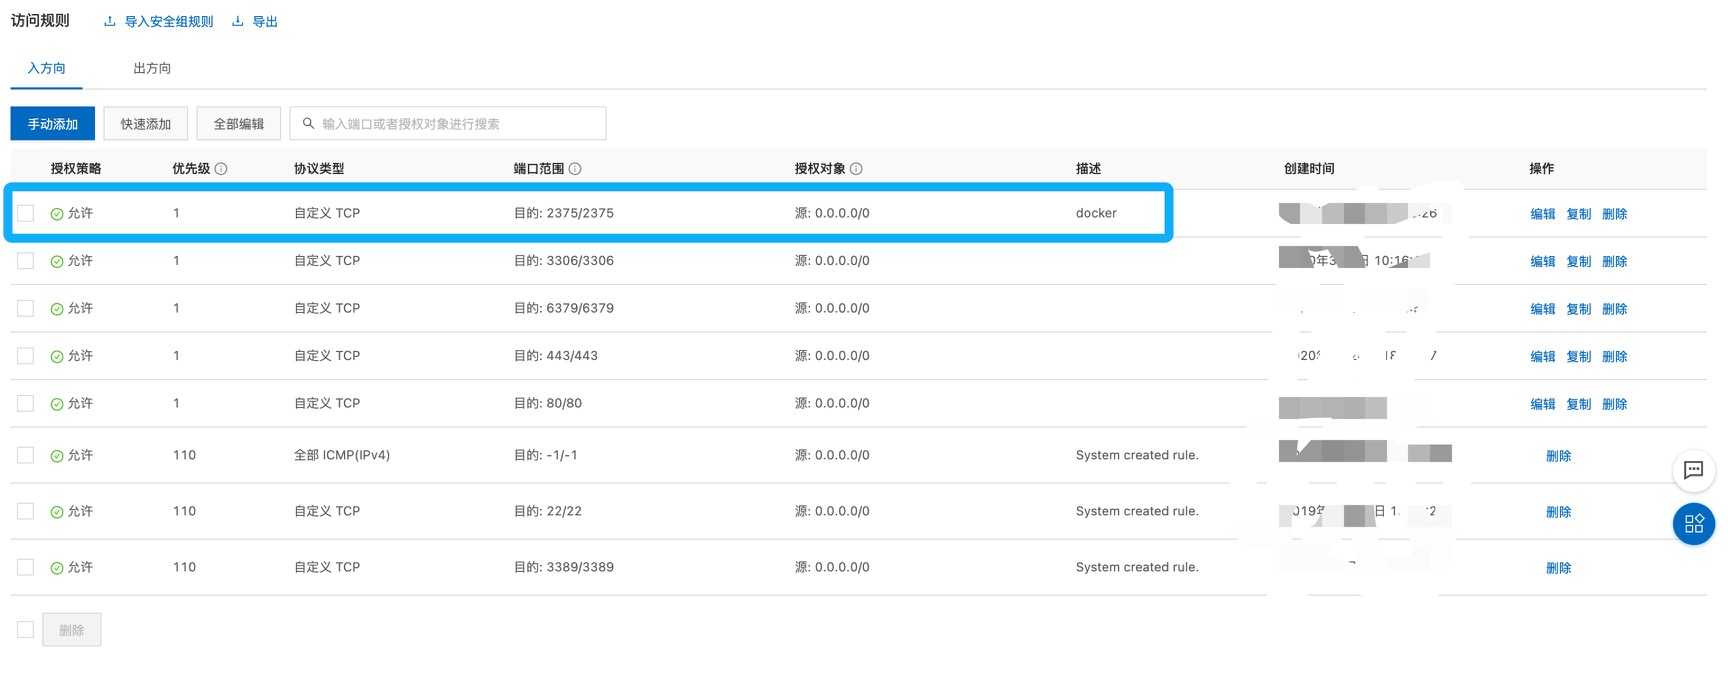 访问规则 导入安全组规则 导出
入方向 出方向
手动添加 快速添加 全部编辑 输入端口或者授权对象进行搜索
授权策略 优先级 协议类型 端口范围 授权对象 描述 创建时间 操作
允许 1 自定义 TCP 目的: 2375/2375 源: 0.0.0.0/0 docker :26 编辑 复制 删除
允许 1 自定义 TCP 目的: 3306/3306 源: 0.0.0.0/0 日 10:16: 编辑 复制 删除
允许 1 自定义 TCP 目的: 6379/6379 源: 0.0.0.0/0 编辑 复制 删除
允许 1 自定义 TCP 目的: 443/443 源: 0.0.0.0/0 编辑 复制 删除
允许 1 自定义 TCP 目的: 80/80 源: 0.0.0.0/0 编辑 复制 删除
允许 110 全部 ICMP(IPv4) 目的: -1/-1 源: 0.0.0.0/0 System created rule. 删除
允许 110 自定义 TCP 目的: 22/22 源: 0.0.0.0/0 System created rule. 删除
允许 110 自定义 TCP 目的: 3389/3389 源: 0.0.0.0/0 System created rule. 删除
删除